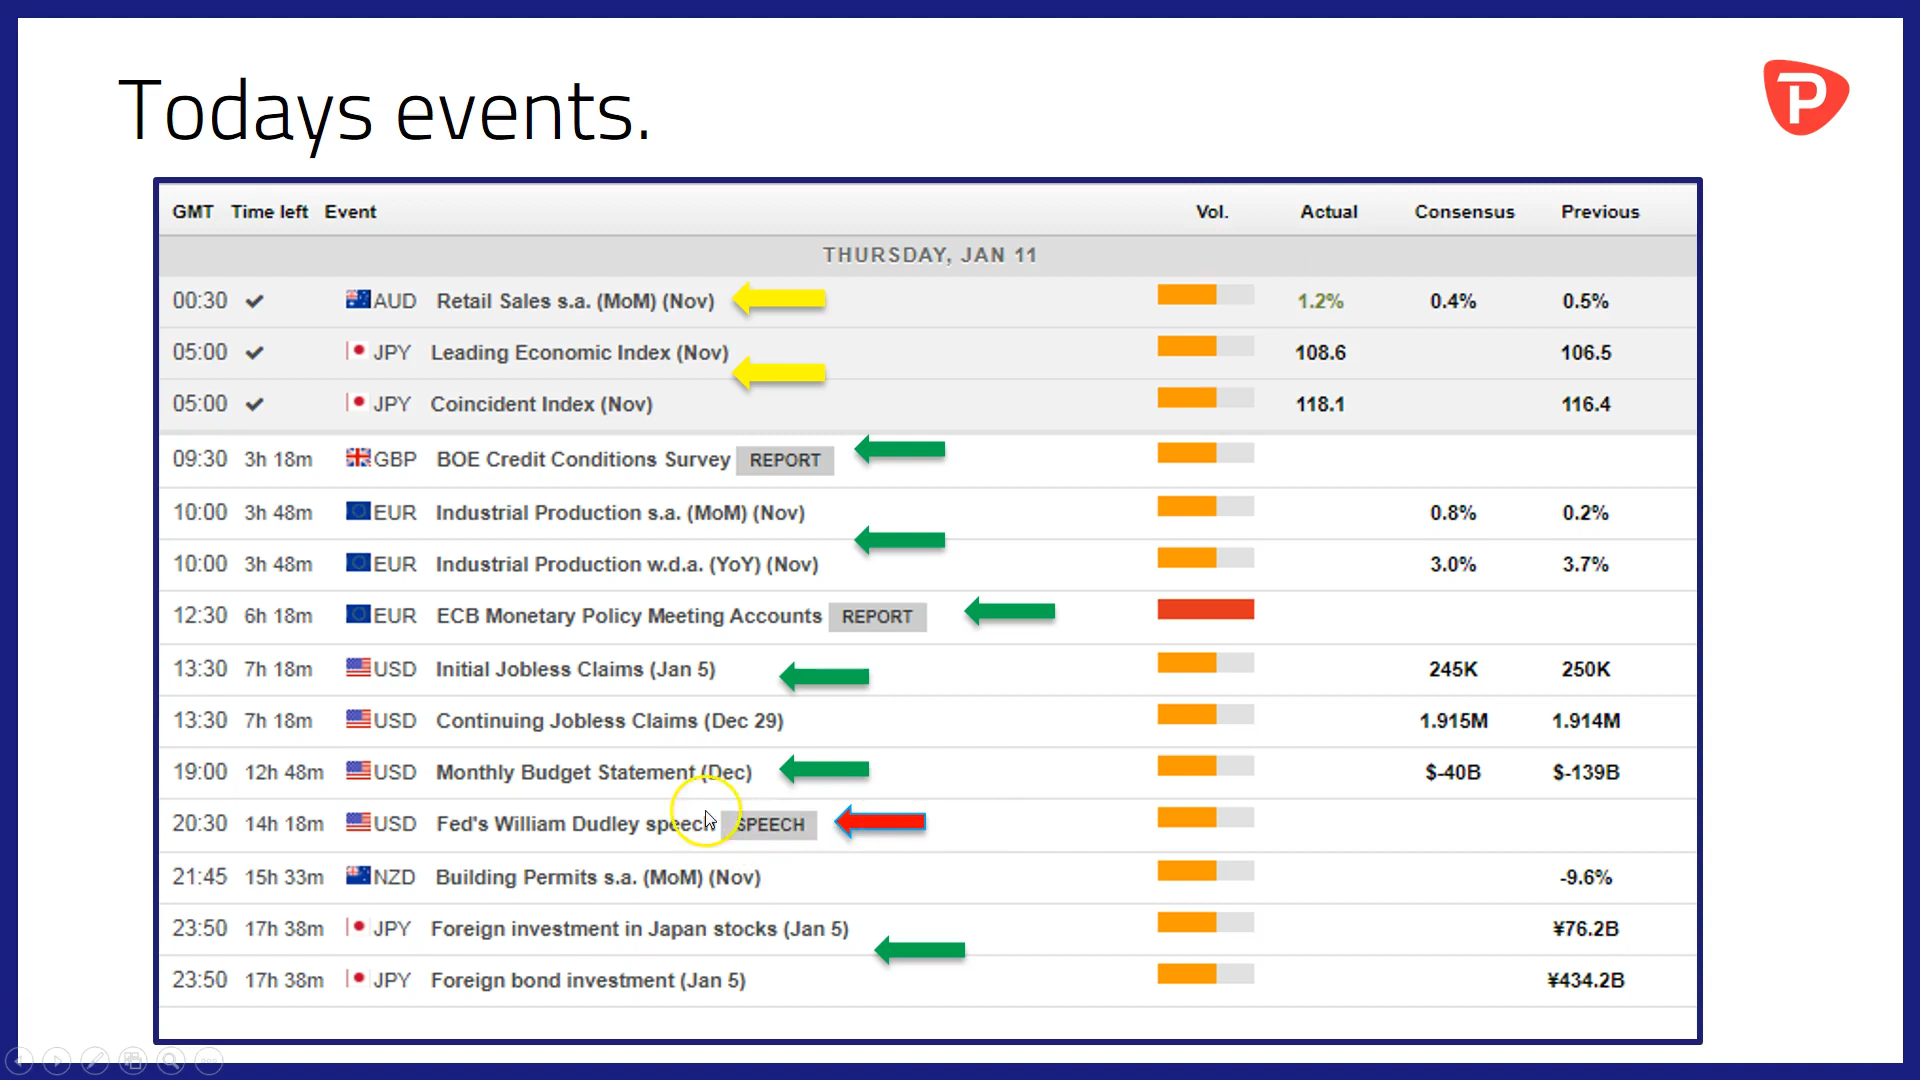 Todays events.
P
GMT Time left Event Vol. Actual Consensus Previous
THURSDAY, JAN 11
00:30 AUD Retail Sales s.a. (MoM) (Nov) 1.2% 0.4% 0.5%
05:00 JPY Leading Economic Index (Nov) 108.6 106.5
05:00 JPY Coincident Index (Nov) 118.1 116.4
09:30 3h 18m GBP BOE Credit Conditions Survey REPORT
10:00 3h 48m EUR Industrial Production s.a. (MoM) (Nov) 0.8% 0.2%
10:00 3h 48m EUR Industrial Production w.d.a. (YoY) (Nov) 3.0% 3.7%
12:30 6h 18m EUR ECB Monetary Policy Meeting Accounts REPORT
13:30 7h 18m USD Initial Jobless Claims (Jan 5) 245K 250K
13:30 7h 18m USD Continuing Jobless Claims (Dec 29) 1.915M 1.914M
19:00 12h 48m USD Monthly Budget Statement (Dec) $-40B $-139B
20:30 14h 18m USD Fed's William Dudley speech SPEECH
21:45 15h 33m NZD Building Permits s.a. (MoM) (Nov) -9.6%
23:50 17h 38m JPY Foreign investment in Japan stocks (Jan 5) ¥76.2B
23:50 17h 38m JPY Foreign bond investment (Jan 5) ¥434.2B